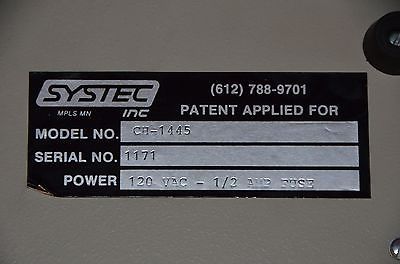 SYSTEC
MPLS MN inc
(612) 788-9701
PATENT APPLIED FOR
MODEL NO. CH-1445
SERIAL NO. 1171
POWER 120 VAC - 1/2 AMP FUSE